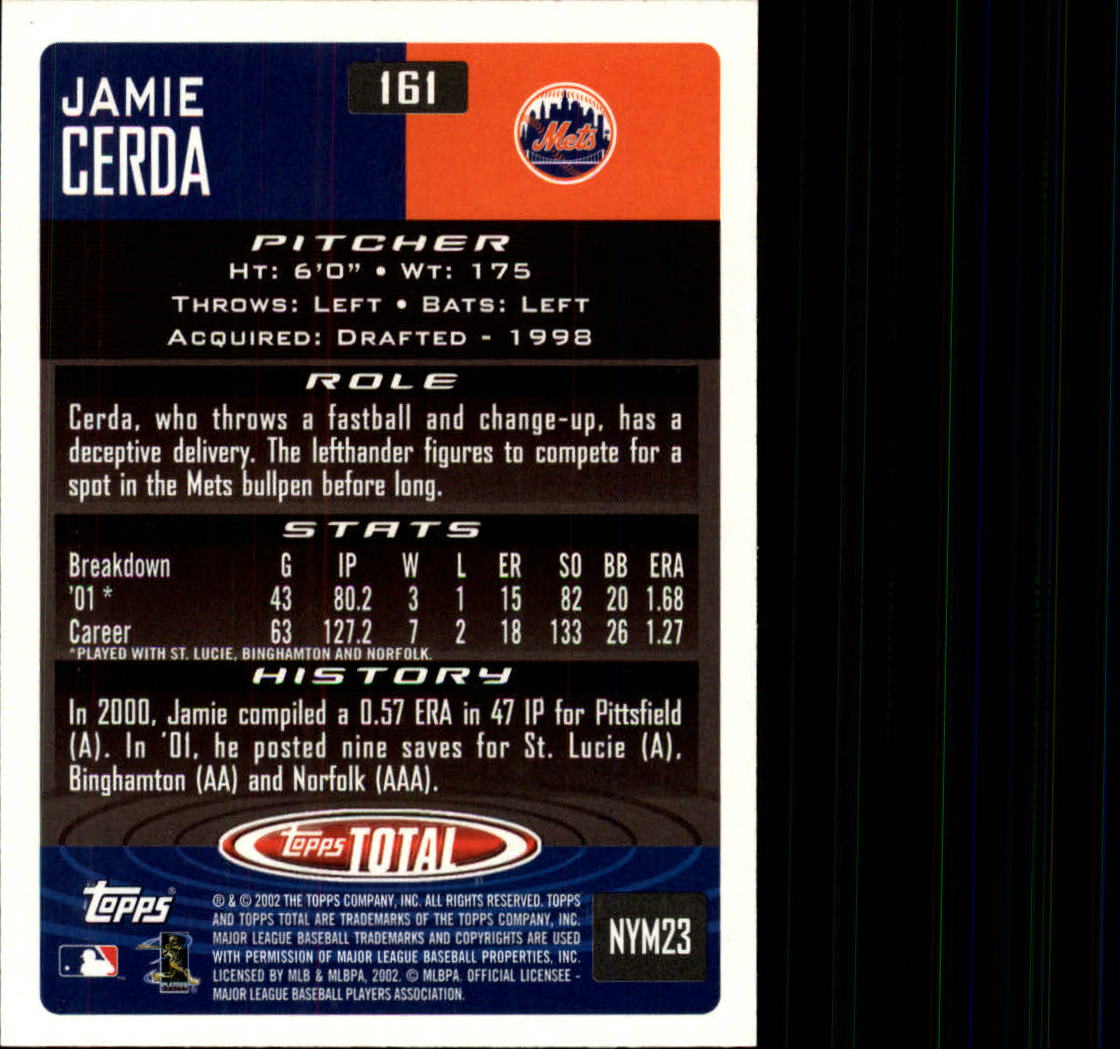 JAMIE
CERDA
161
Mets
PITCHER
HT: 6'0" • WT: 175
THROWS: LEFT • BATS: LEFT
ACQUIRED: DRAFTED - 1998
ROLE
Cerda, who throws a fastball and change-up, has a
deceptive delivery. The lefthander figures to compete for a
spot in the Mets bullpen before long.
STATS
Breakdown G IP W L ER SO BB ERA
'01 * 43 80.2 3 1 15 82 20 1.68
Career 63 127.2 7 2 18 133 26 1.27
*PLAYED WITH ST. LUCIE, BINGHAMTON AND NORFOLK.
HISTORY
In 2000, Jamie compiled a 0.57 ERA in 47 IP for Pittsfield
(A). In '01, he posted nine saves for St. Lucie (A),
Binghamton (AA) and Norfolk (AAA).
Topps TOTAL
Topps®
® & © 2002 THE TOPPS COMPANY, INC. ALL RIGHTS RESERVED. TOPPS
AND TOPPS TOTAL ARE TRADEMARKS OF THE TOPPS COMPANY, INC.
MAJOR LEAGUE BASEBALL TRADEMARKS AND COPYRIGHTS ARE USED
WITH PERMISSION OF MAJOR LEAGUE BASEBALL PROPERTIES, INC.
LICENSED BY MLB & MLBPA, 2002. © MLBPA. OFFICIAL LICENSEE -
MAJOR LEAGUE BASEBALL PLAYERS ASSOCIATION.
PLAYERS
NYM23